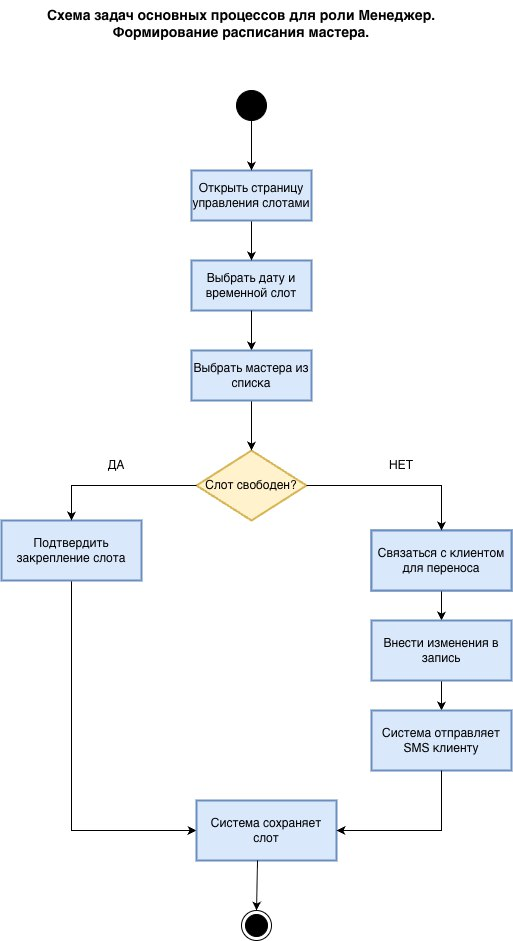 Схема задач основных процессов для роли Менеджер.
Формирование расписания мастера.
Открыть страницу
управления слотами
Выбрать дату и
временной слот
Выбрать мастера из
списка
Слот свободен?
ДА
НЕТ
Подтвердить
закрепление слота
Связаться с клиентом
для переноса
Внести изменения в
запись
Система отправляет
SMS клиенту
Система сохраняет
слот